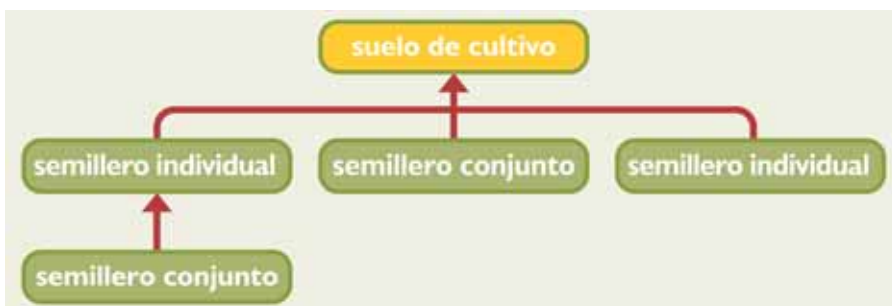 suelo de cultivo
semillero individual
semillero conjunto
semillero individual
semillero conjunto